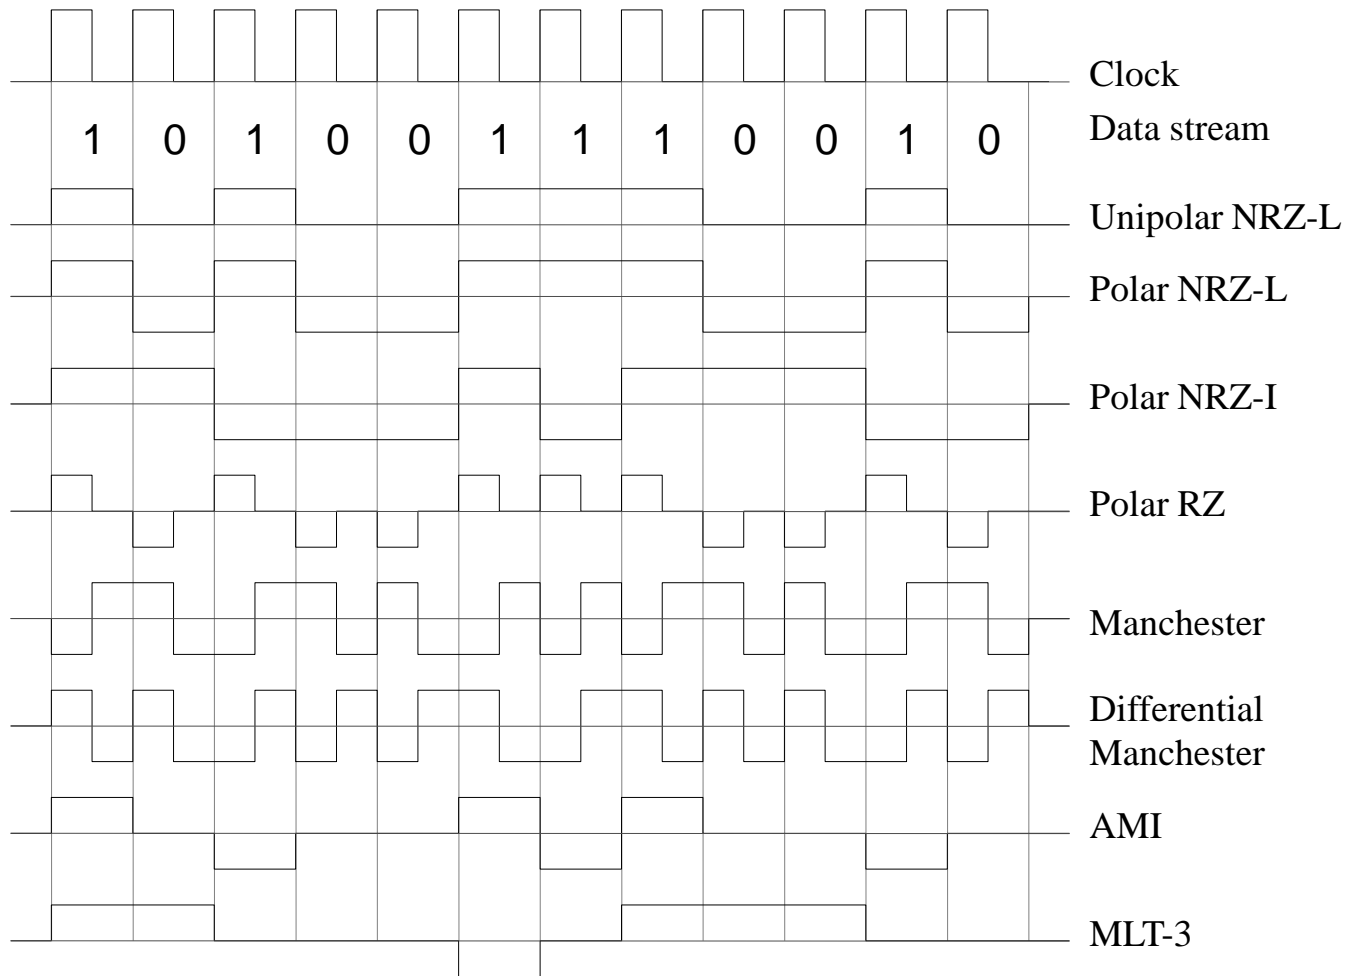 Clock
1 0 1 0 0 1 1 1 0 0 1 0
Data stream
Unipolar NRZ-L
Polar NRZ-L
Polar NRZ-I
Polar RZ
Manchester
Differential
Manchester
AMI
MLT-3